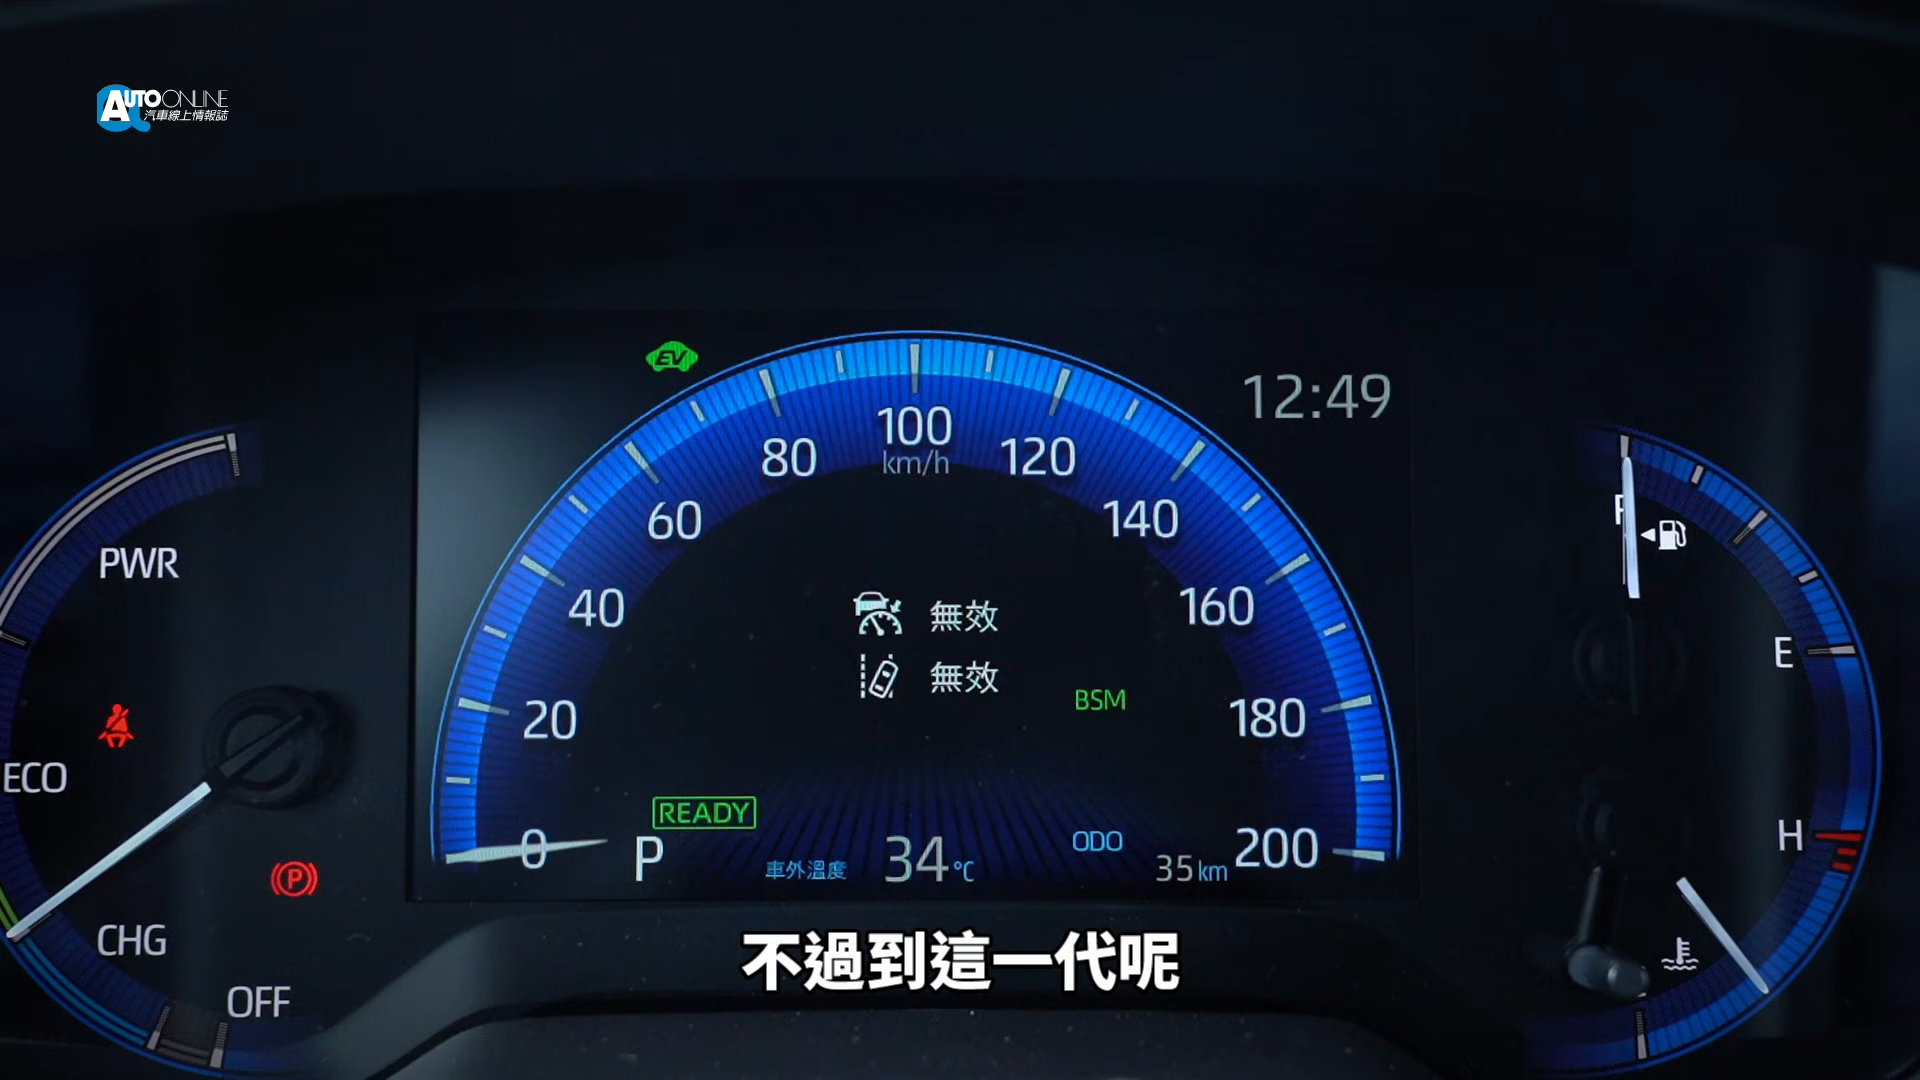 AUTO ONLINE
汽車線上情報誌
EV
12:49
100
km/h
80
120
60
140
40
160
20
180
0
200
無效
無效
BSM
READY
P
車外溫度 34 °C
ODO
35 km
PWR
ECO
CHG
OFF
P
F
E
H
不過到這一代呢